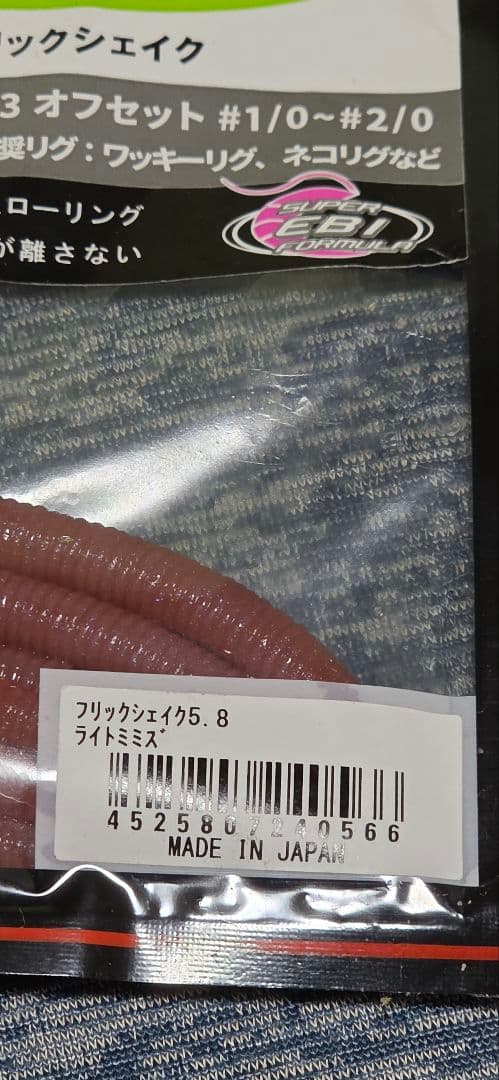 リックシェイク
3 オフセット #1/0~#2/0
奨リグ：ワッキーリグ、ネコリグなど
ローリング
が離さない
SUPER
EBI
FORMULA
ﾌﾘｯｸｼｪｲｸ5.8
ﾗｲﾄﾐﾐｽﾞ
4525807240566
MADE IN JAPAN